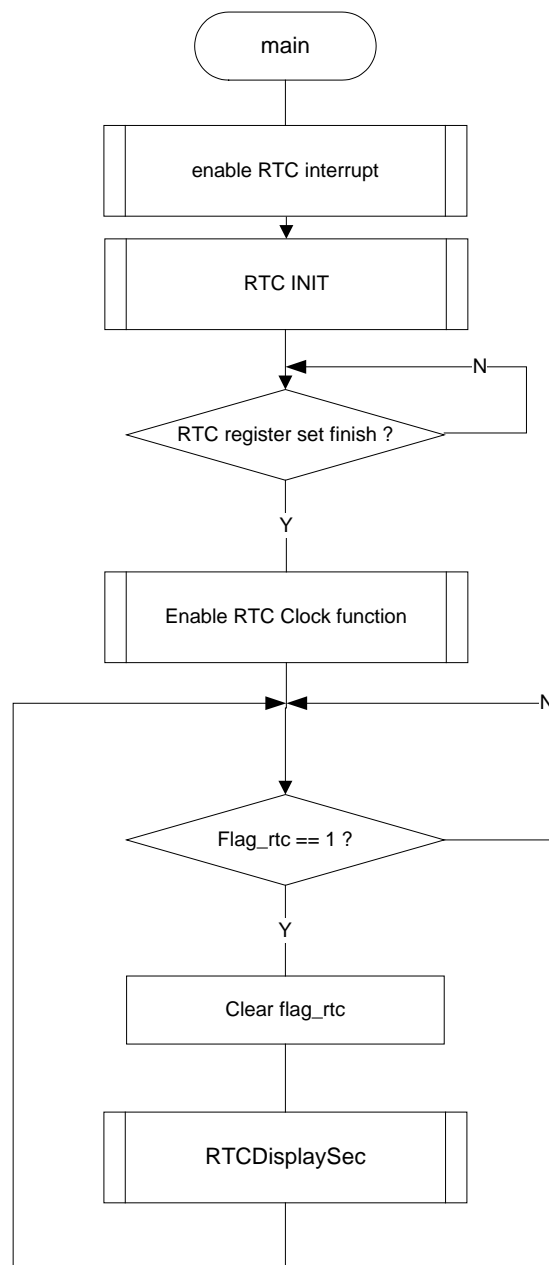 main
enable RTC interrupt
RTC INIT
N
RTC register set finish ?
Y
Enable RTC Clock function
N
Flag_rtc == 1 ?
Y
Clear flag_rtc
RTCDisplaySec